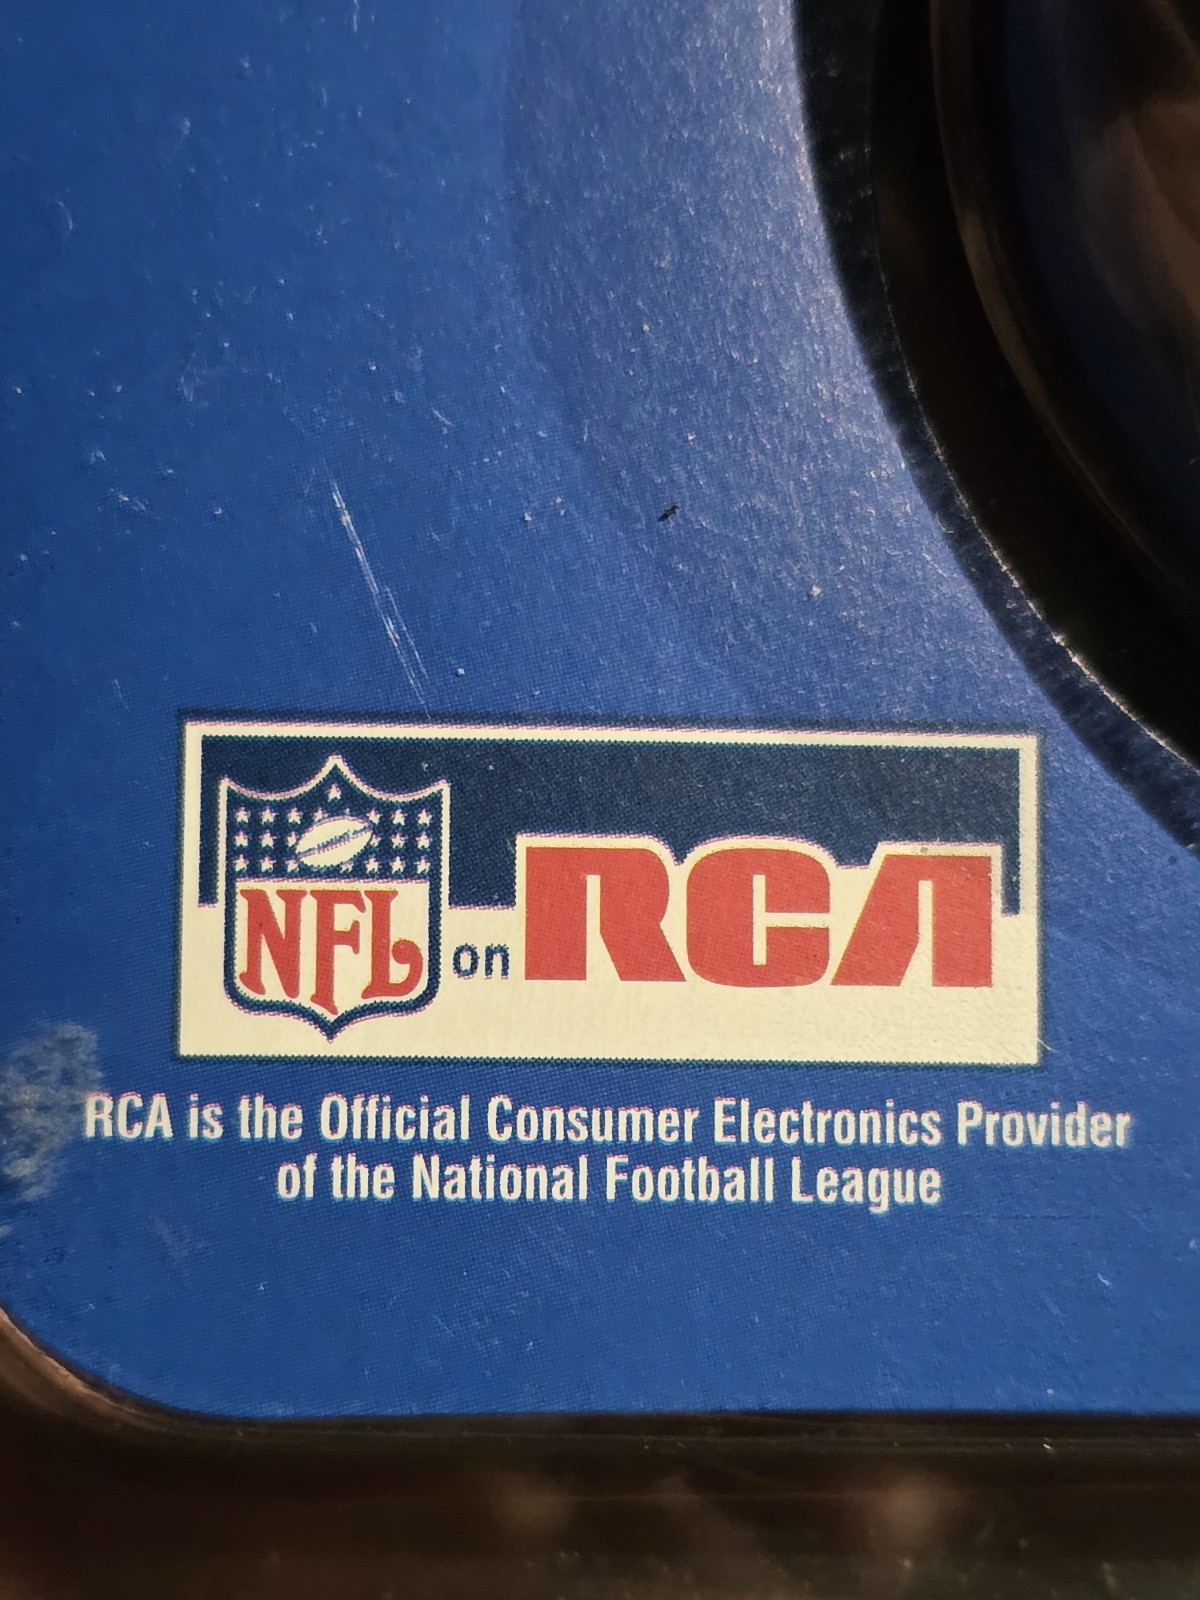 NFL on RCA
RCA is the Official Consumer Electronics Provider
of the National Football League